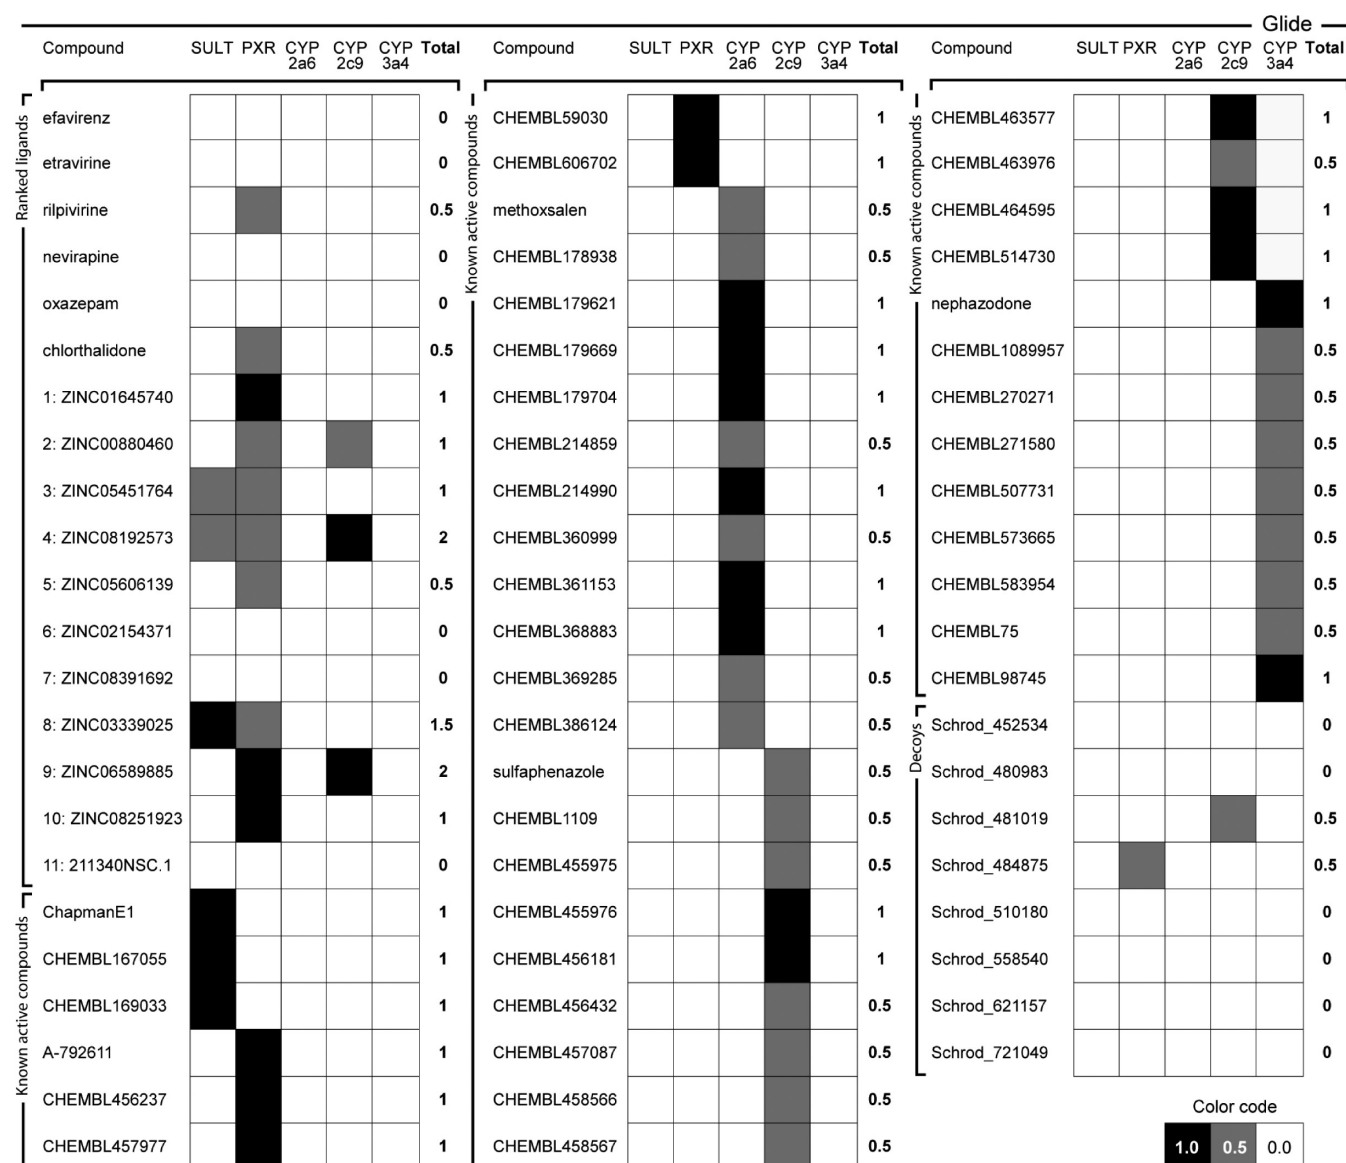 Glide
Compound SULT PXR CYP 2a6 CYP 2c9 CYP 3a4 Total
Ranked ligands
efavirenz 0
etravirine 0
rilpivirine 0.5
nevirapine 0
oxazepam 0
chlorthalidone 0.5
1: ZINC01645740 1
2: ZINC00880460 1
3: ZINC05451764 1
4: ZINC08192573 2
5: ZINC05606139 0.5
6: ZINC02154371 0
7: ZINC08391692 0
8: ZINC03339025 1.5
9: ZINC06589885 2
10: ZINC08251923 1
11: 211340NSC.1 0
Known active compounds
ChapmanE1 1
CHEMBL167055 1
CHEMBL169033 1
A-792611 1
CHEMBL456237 1
CHEMBL457977 1
Compound SULT PXR CYP 2a6 CYP 2c9 CYP 3a4 Total
Known active compounds
CHEMBL59030 1
CHEMBL606702 1
methoxsalen 0.5
CHEMBL178938 0.5
CHEMBL179621 1
CHEMBL179669 1
CHEMBL179704 1
CHEMBL214859 0.5
CHEMBL214990 1
CHEMBL360999 0.5
CHEMBL361153 1
CHEMBL368883 1
CHEMBL369285 0.5
CHEMBL386124 0.5
sulfaphenazole 0.5
CHEMBL1109 0.5
CHEMBL455975 0.5
CHEMBL455976 1
CHEMBL456181 1
CHEMBL456432 0.5
CHEMBL457087 0.5
CHEMBL458566 0.5
CHEMBL458567 0.5
Compound SULT PXR CYP 2a6 CYP 2c9 CYP 3a4 Total
Known active compounds
CHEMBL463577 1
CHEMBL463976 0.5
CHEMBL464595 1
CHEMBL514730 1
nephazodone 1
CHEMBL1089957 0.5
CHEMBL270271 0.5
CHEMBL271580 0.5
CHEMBL507731 0.5
CHEMBL573665 0.5
CHEMBL583954 0.5
CHEMBL75 0.5
CHEMBL98745 1
Decoys
Schrod_452534 0
Schrod_480983 0
Schrod_481019 0.5
Schrod_484875 0.5
Schrod_510180 0
Schrod_558540 0
Schrod_621157 0
Schrod_721049 0
Color code
1.0 0.5 0.0